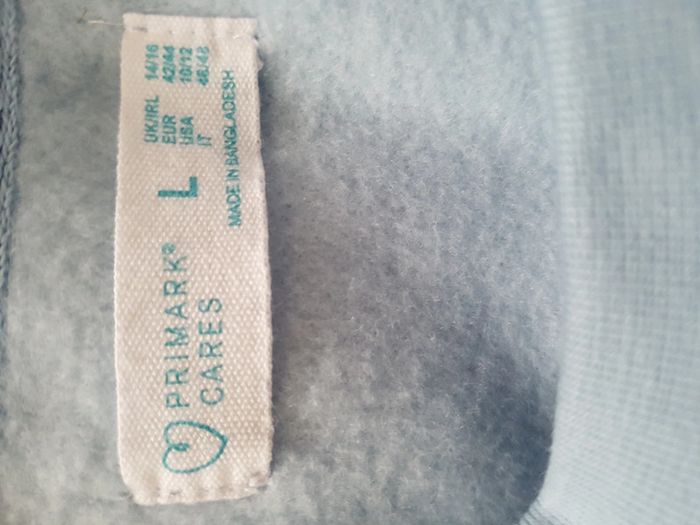 PRIMARK®
CARES
L
UK/IRL 14/16
EUR 42/44
USA 10/12
IT 46/48
MADE IN BANGLADESH